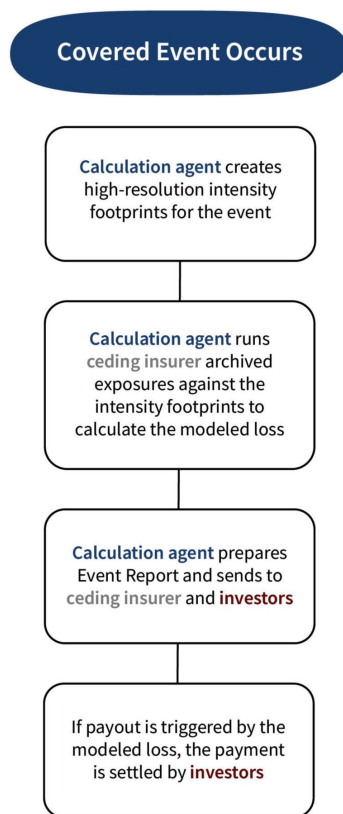 Covered Event Occurs
Calculation agent creates
high-resolution intensity
footprints for the event
Calculation agent runs
ceding insurer archived
exposures against the
intensity footprints to
calculate the modeled loss
Calculation agent prepares
Event Report and sends to
ceding insurer and investors
If payout is triggered by the
modeled loss, the payment
is settled by investors